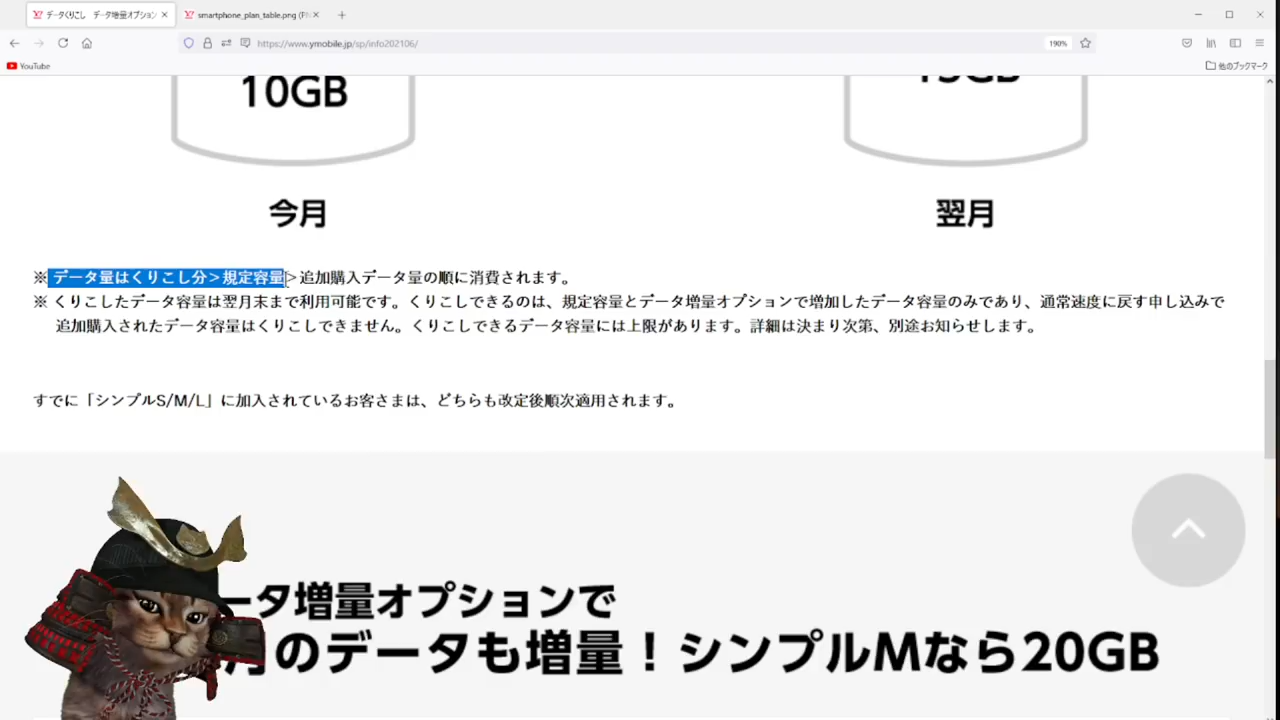 データくりこし データ増量オプション
smartphone_plan_table.png (PN
https://www.ymobile.jp/sp/info202106/
190%
YouTube
他のブックマーク
10GB
15GB
今月
翌月
※ データ量はくりこし分＞規定容量＞追加購入データ量の順に消費されます。
※ くりこしたデータ容量は翌月末まで利用可能です。くりこしできるのは、規定容量とデータ増量オプションで増加したデータ容量のみであり、通常速度に戻す申し込みで
追加購入されたデータ容量はくりこしできません。くりこしできるデータ容量には上限があります。詳細は決まり次第、別途お知らせします。
すでに「シンプルS/M/L」に加入されているお客さまは、どちらも改定後順次適用されます。
ータ増量オプションで
月のデータも増量！シンプルMなら20GB